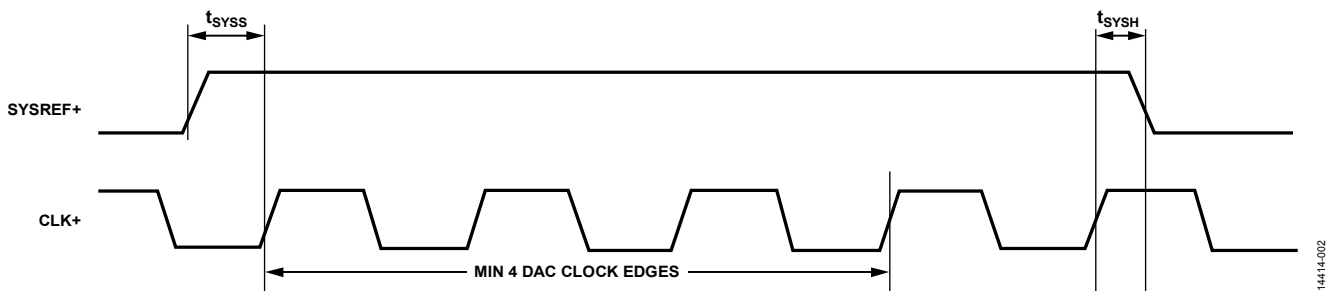 tSYSS
tSYSH
SYSREF+
CLK+
MIN 4 DAC CLOCK EDGES
14414-002